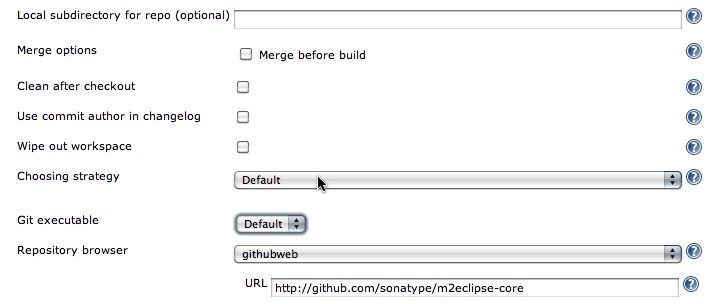 Local subdirectory for repo (optional)
Merge options
Merge before build
Clean after checkout
Use commit author in changelog
Wipe out workspace
Choosing strategy
Default
Git executable
Default
Repository browser
githubweb
URL http://github.com/sonatype/m2eclipse-core